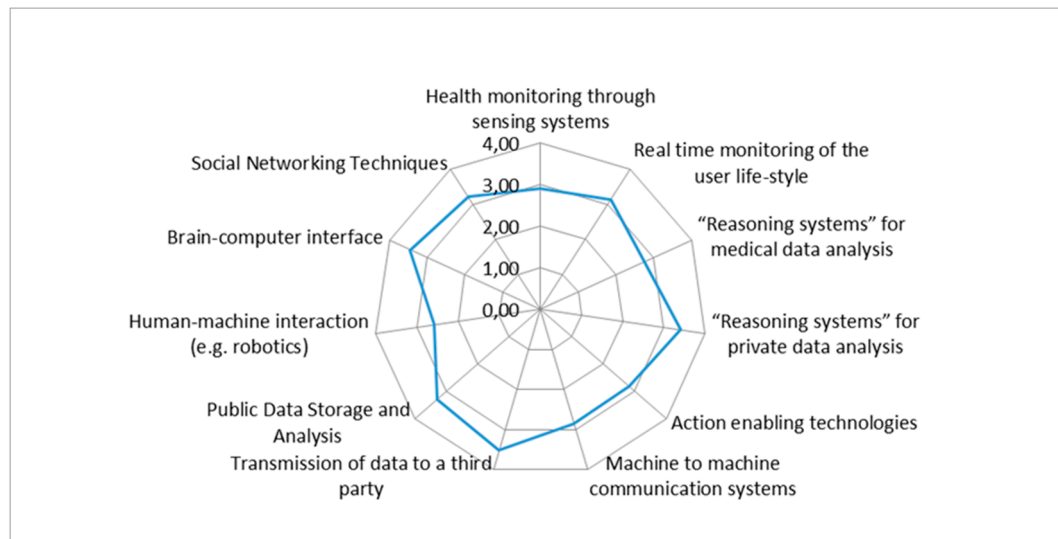 Health monitoring through
sensing systems
4,00
3,00
2,00
1,00
0,00
Real time monitoring of the
user life-style
“Reasoning systems” for
medical data analysis
“Reasoning systems” for
private data analysis
Action enabling technologies
Machine to machine
communication systems
Transmission of data to a third
party
Public Data Storage and
Analysis
Human-machine interaction
(e.g. robotics)
Brain-computer interface
Social Networking Techniques